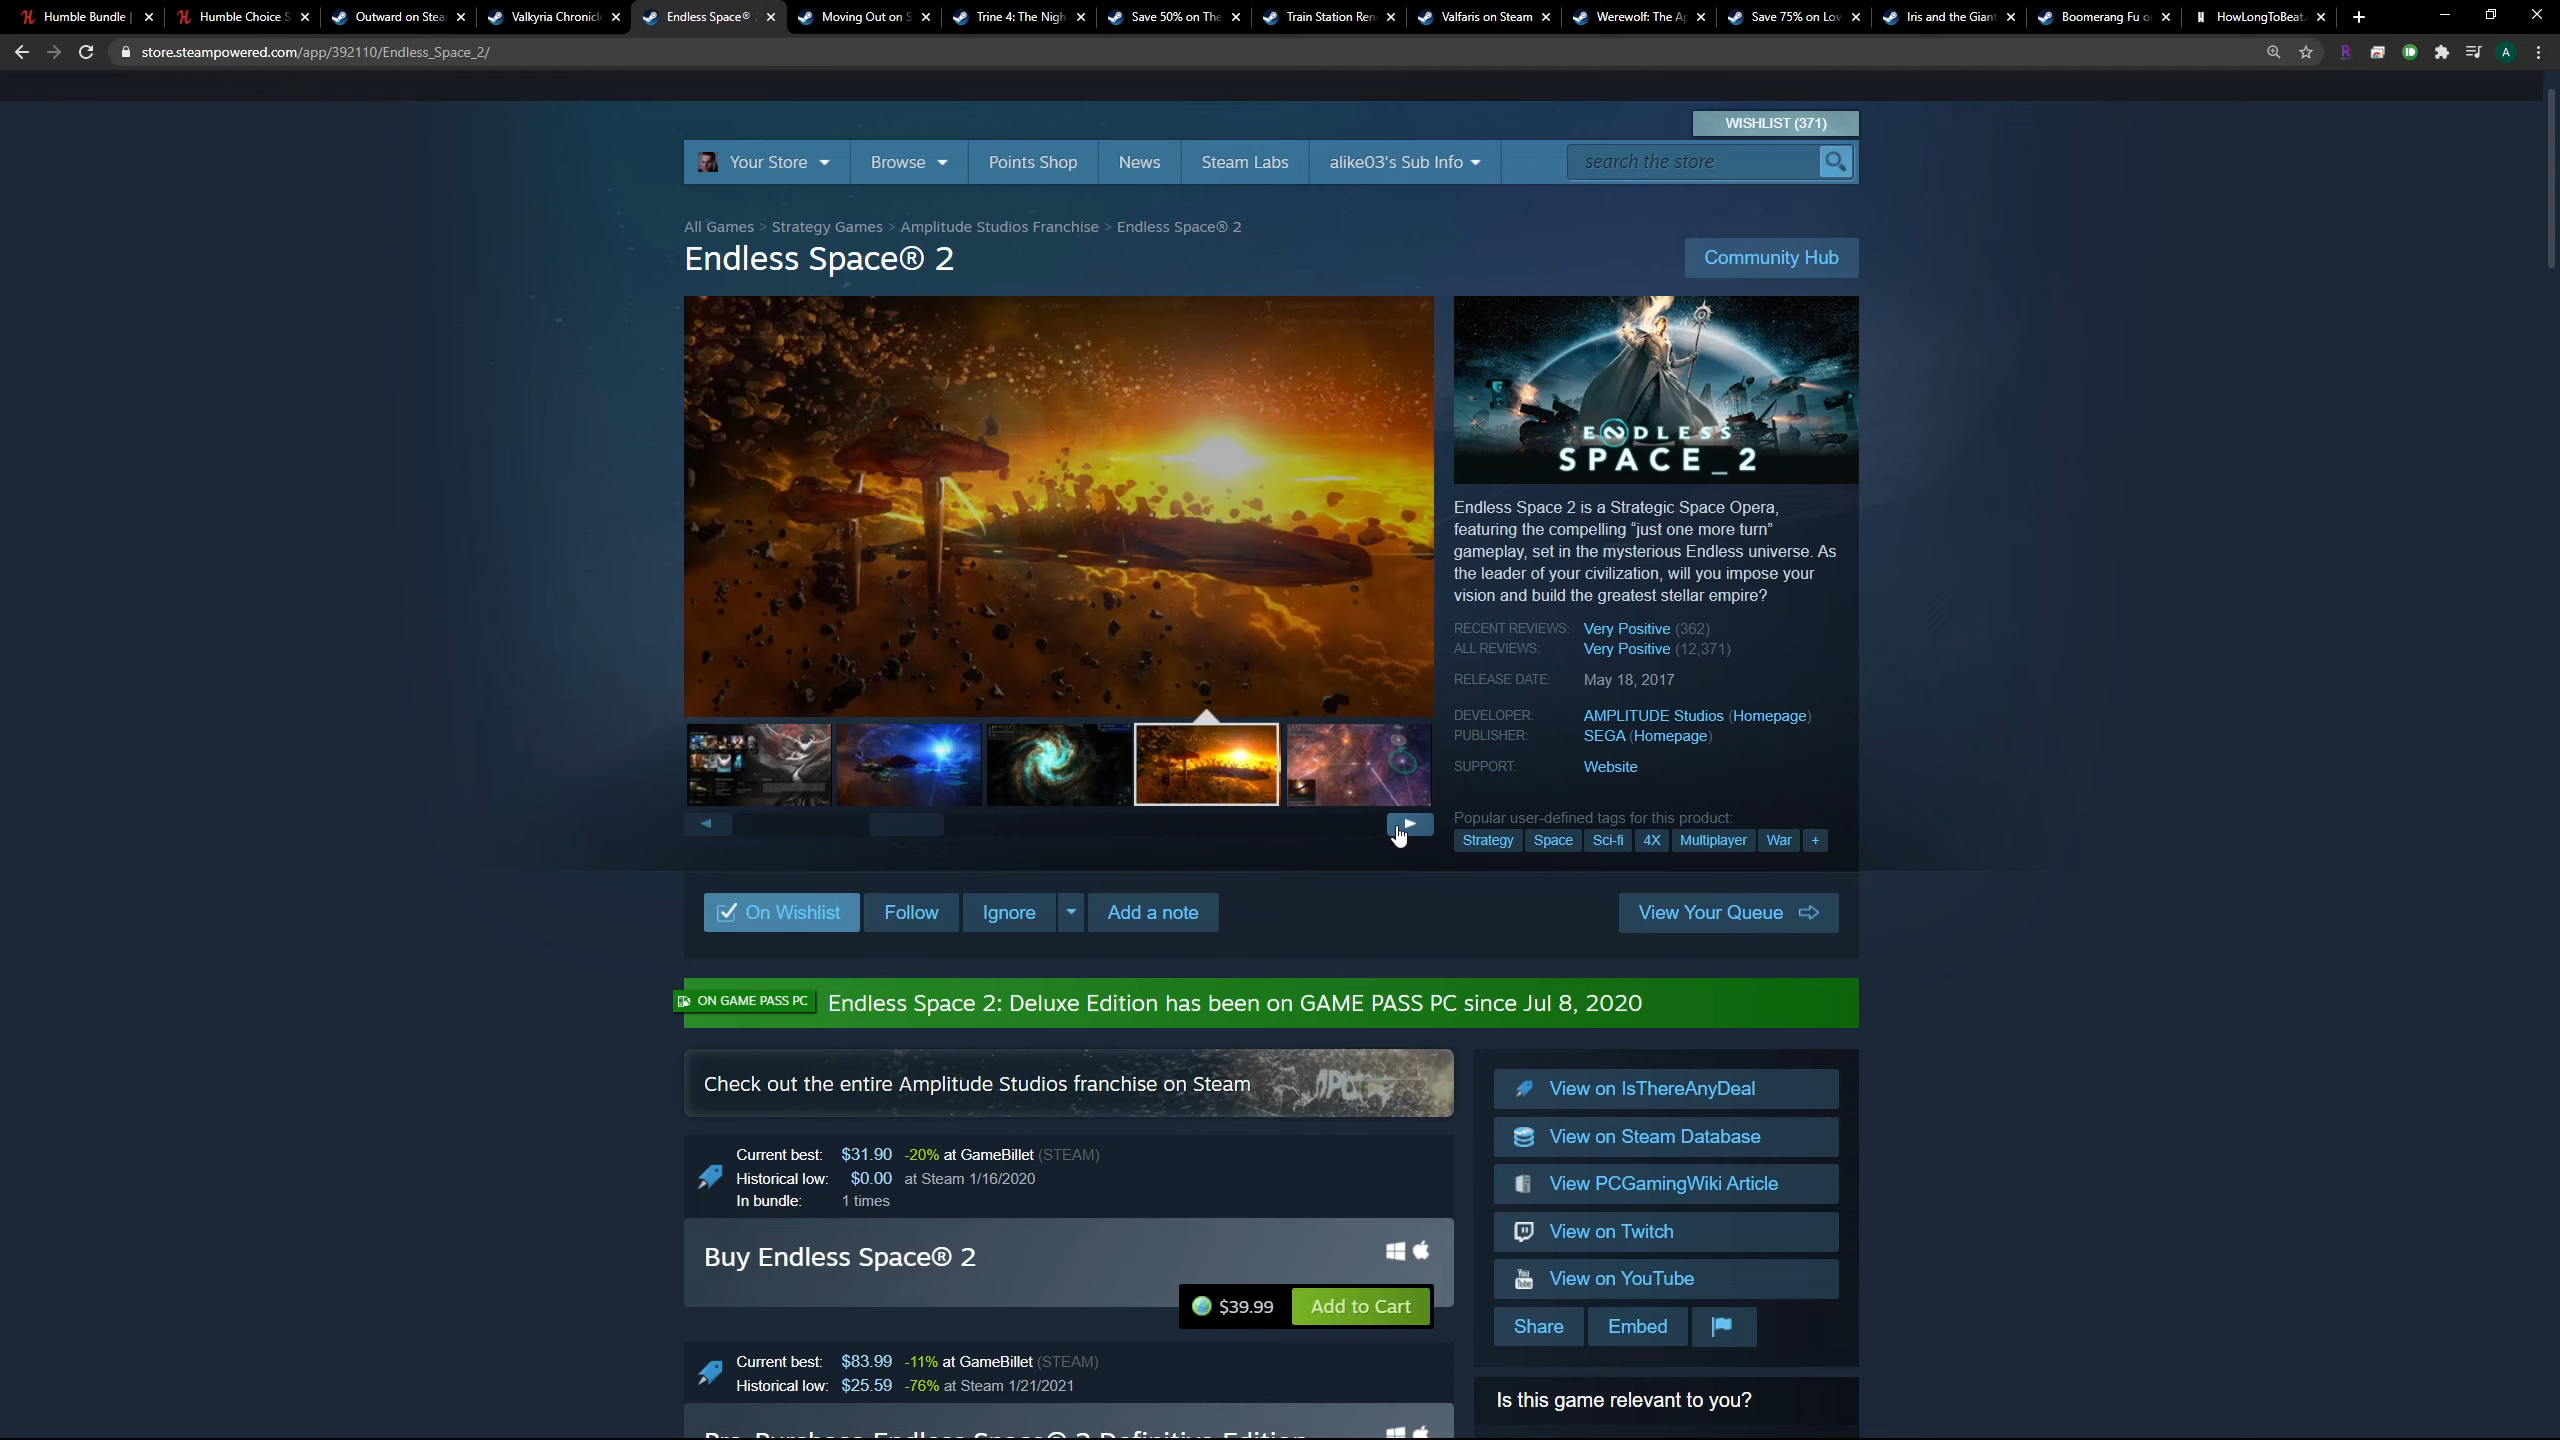 Humble Bundle |
Humble Choice S
Outward on Stea
Valkyria Chronicl
Endless Space®
Moving Out on S
Trine 4: The Nigh
Save 50% on The
Train Station Ren
Valfaris on Steam
Werewolf: The Ap
Save 75% on Lov
Iris and the Giant
Boomerang Fu o
HowLongToBeat.
store.steampowered.com/app/392110/Endless_Space_2/
WISHLIST (371)
Your Store
Browse
Points Shop
News
Steam Labs
alike03's Sub Info
search the store
All Games > Strategy Games > Amplitude Studios Franchise > Endless Space® 2
Endless Space® 2
Community Hub
ENDLESS
SPACE_2
Endless Space 2 is a Strategic Space Opera,
featuring the compelling “just one more turn”
gameplay, set in the mysterious Endless universe. As
the leader of your civilization, will you impose your
vision and build the greatest stellar empire?
RECENT REVIEWS: Very Positive (362)
ALL REVIEWS: Very Positive (12,371)
RELEASE DATE: May 18, 2017
DEVELOPER: AMPLITUDE Studios (Homepage)
PUBLISHER: SEGA (Homepage)
SUPPORT: Website
Popular user-defined tags for this product:
Strategy Space Sci-fi 4X Multiplayer War +
On Wishlist
Follow
Ignore
Add a note
View Your Queue
ON GAME PASS PC
Endless Space 2: Deluxe Edition has been on GAME PASS PC since Jul 8, 2020
Check out the entire Amplitude Studios franchise on Steam
Current best: $31.90 -20% at GameBillet (STEAM)
Historical low: $0.00 at Steam 1/16/2020
In bundle: 1 times
Buy Endless Space® 2
$39.99
Add to Cart
Current best: $83.99 -11% at GameBillet (STEAM)
Historical low: $25.59 -76% at Steam 1/21/2021
Pre-Purchase Endless Space® 2 Definitive Edition
View on IsThereAnyDeal
View on Steam Database
View PCGamingWiki Article
View on Twitch
View on YouTube
Share
Embed
Is this game relevant to you?